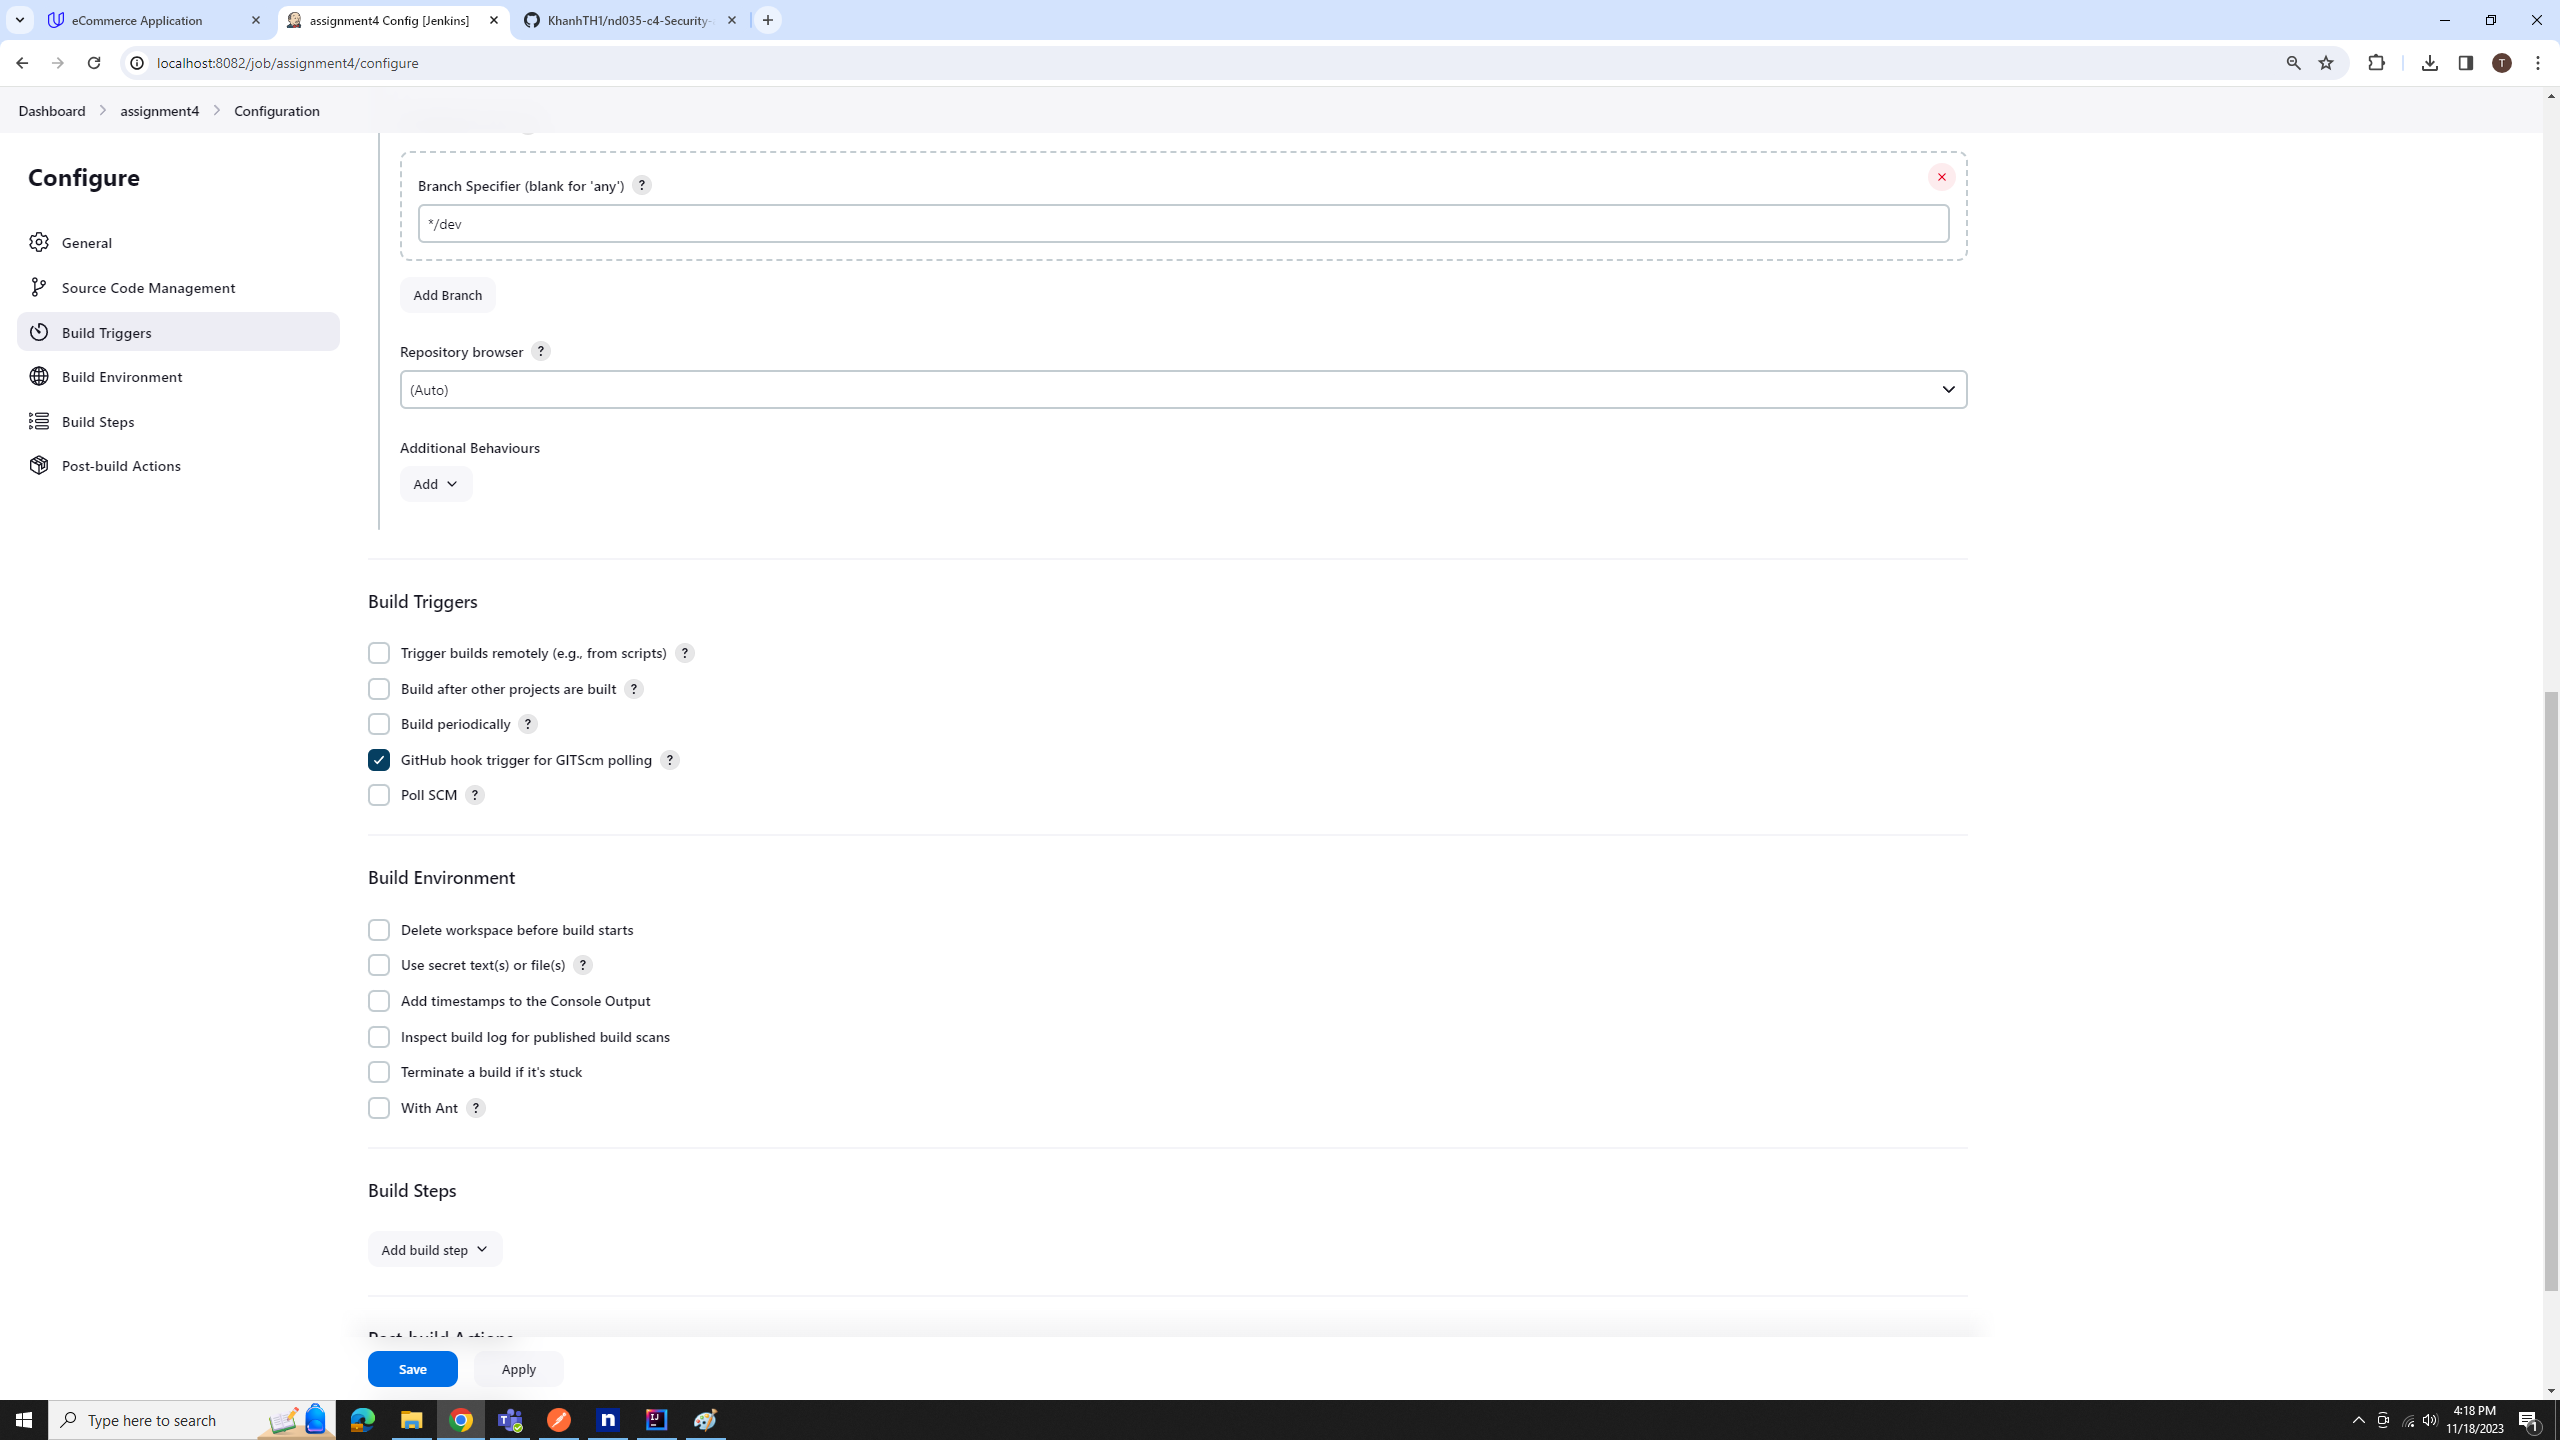 eCommerce Application
assignment4 Config [Jenkins]
KhanhTH1/nd035-c4-Security-
localhost:8082/job/assignment4/configure
T
Dashboard
assignment4
Configuration
Configure
General
Source Code Management
Build Triggers
Build Environment
Build Steps
Post-build Actions
Branch Specifier (blank for 'any') ?
*/dev
Add Branch
Repository browser ?
(Auto)
Additional Behaviours
Add
Build Triggers
Trigger builds remotely (e.g., from scripts) ?
Build after other projects are built ?
Build periodically ?
GitHub hook trigger for GITScm polling ?
Poll SCM ?
Build Environment
Delete workspace before build starts
Use secret text(s) or file(s) ?
Add timestamps to the Console Output
Inspect build log for published build scans
Terminate a build if it's stuck
With Ant ?
Build Steps
Add build step
Post-build Actions
Save
Apply
Type here to search
n
IJ
4:18 PM
11/18/2023
1